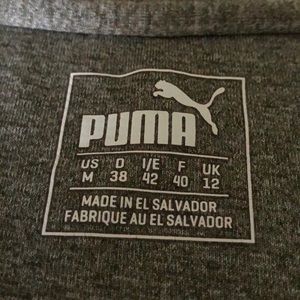 PUMA
US D I/E F UK
M 38 42 40 12
MADE IN EL SALVADOR
FABRIQUE AU EL SALVADOR